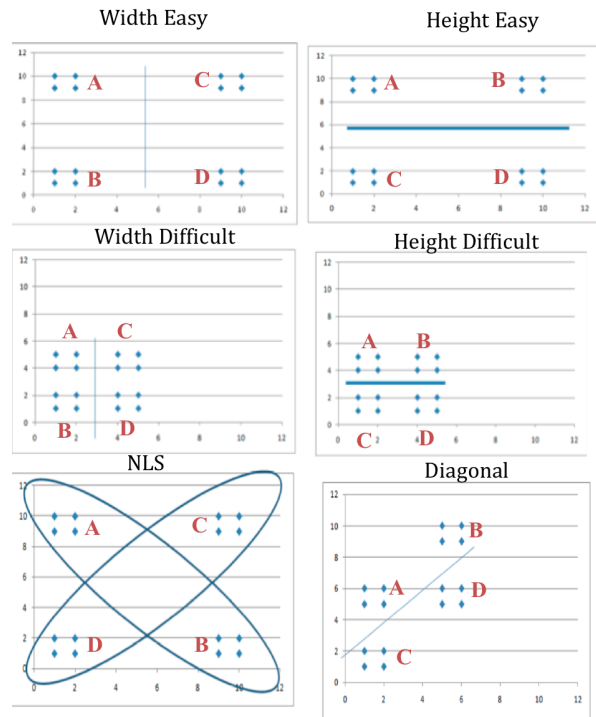 Width Easy
12
10 A C
8
6
4
2 B D
0
0 2 4 6 8 10 12
Height Easy
12
10 A B
8
6
4
2 C D
0
0 2 4 6 8 10 12
Width Difficult
12
10
8
6 A C
4
2
0 B D
0 2 4 6 8 10 12
Height Difficult
12
10
8
6 A B
4
2
0 C D
0 2 4 6 8 10 12
NLS
12
10 A C
8
6
4
2 D B
0
0 2 4 6 8 10 12
Diagonal
12
10 B
8
6 A D
4
2 C
0
0 2 4 6 8 10 12